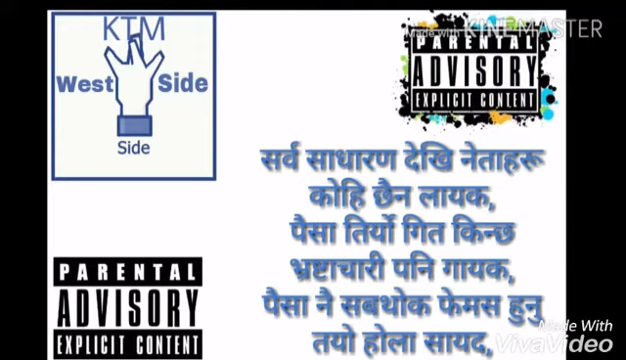 KTM
West Side
Side
Made with KINEMASTER
PARENTAL
ADVISORY
EXPLICIT CONTENT
सर्व साधारण देखि नेताहरू
कोहि छैन लायक,
पैसा तिर्यो गित किन्छ
भ्रष्टाचारी पनि गायक,
पैसा नै सबथोक फेमस हुनु
तयो होला सायद,
PARENTAL
ADVISORY
EXPLICIT CONTENT
Made With
VivaVideo